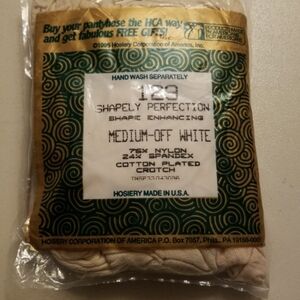 Buy your pantyhose the HCA way
and get fabulous FREE GIFTS!
©1995 Hosiery Corporation of America, Inc.
HAND WASH SEPARATELY
129
SHAPELY PERFECTION
SHAPE ENHANCING
MEDIUM-OFF WHITE
76% NYLON
24% SPANDEX
COTTON PLATED
CROTCH
HOSIERY MADE IN U.S.A.
HOSIERY CORPORATION OF AMERICA P.O. Box 7057, Phila., PA